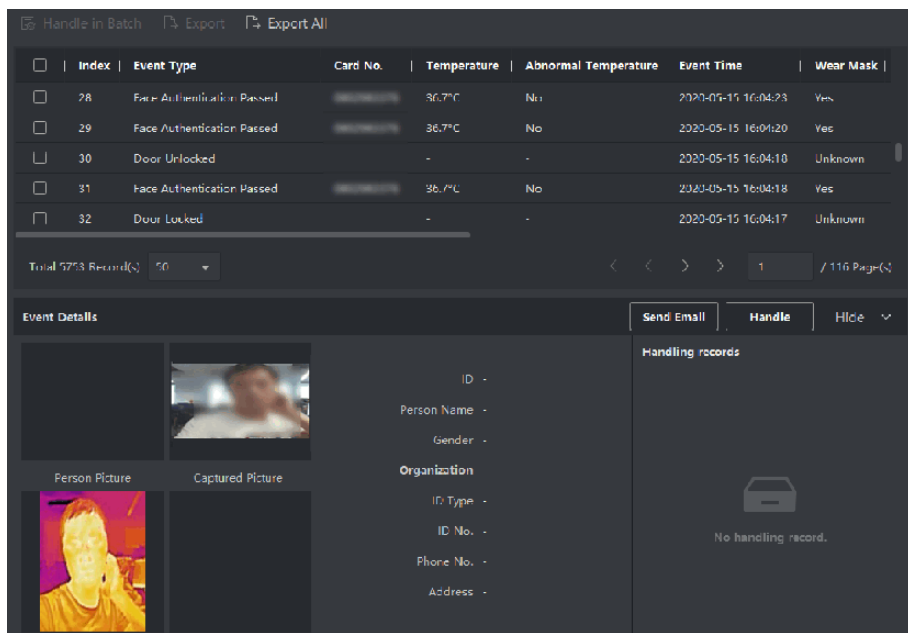 Handle in Batch Export Export All
Index Event Type Card No. Temperature Abnormal Temperature Event Time Wear Mask
28 Face Authentication Passed 36.7°C No 2020-05-15 16:04:23 Yes
29 Face Authentication Passed 36.7°C No 2020-05-15 16:04:20 Yes
30 Door Unlocked - - 2020-05-15 16:04:18 Unknown
31 Face Authentication Passed 36.7°C No 2020-05-15 16:04:18 Yes
32 Door Locked - - 2020-05-15 16:04:17 Unknown
Total 5753 Record(s) 50 1 / 116 Page(s)
Event Details Send Email Handle Hide
Handling records
ID -
Person Name -
Gender -
Person Picture Captured Picture Organization
ID Type -
ID No. -
Phone No. -
Address -
No handling record.